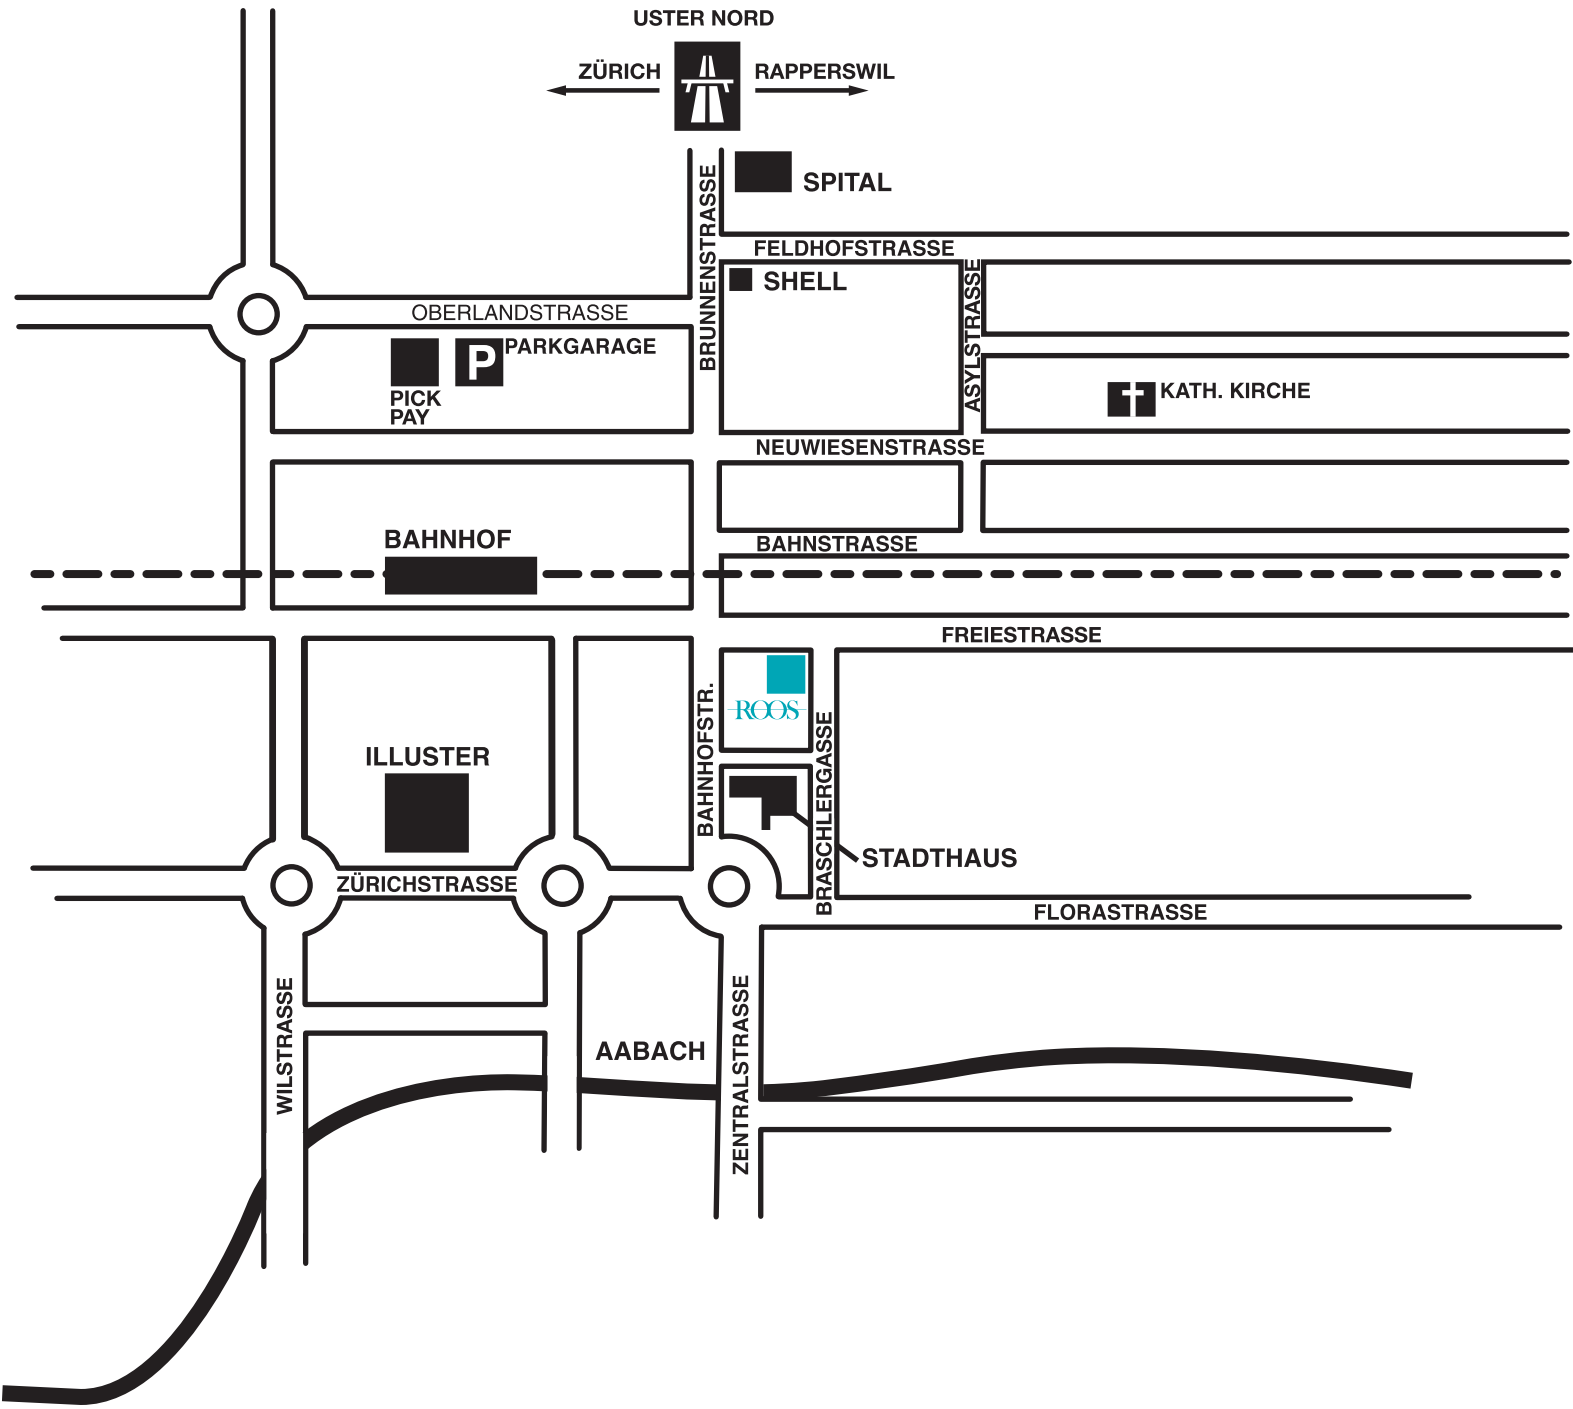 USTER NORD
ZÜRICH
RAPPERSWIL
SPITAL
BRUNNENSTRASSE
FELDHOFSTRASSE
SHELL
ASYLSTRASSE
OBERLANDSTRASSE
P
PARKGARAGE
PICK
PAY
KATH. KIRCHE
NEUWIESENSTRASSE
BAHNHOF
BAHNSTRASSE
FREIESTRASSE
ROOS
BAHNHOFSTR.
BRASCHLERGASSE
ILLUSTER
STADTHAUS
ZÜRICHSTRASSE
FLORASTRASSE
WILSTRASSE
ZENTRALSTRASSE
AABACH